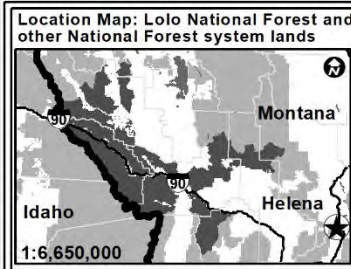 Location Map: Lolo National Forest and
other National Forest system lands
N
Montana
90
90
Idaho
Helena
1:6,650,000